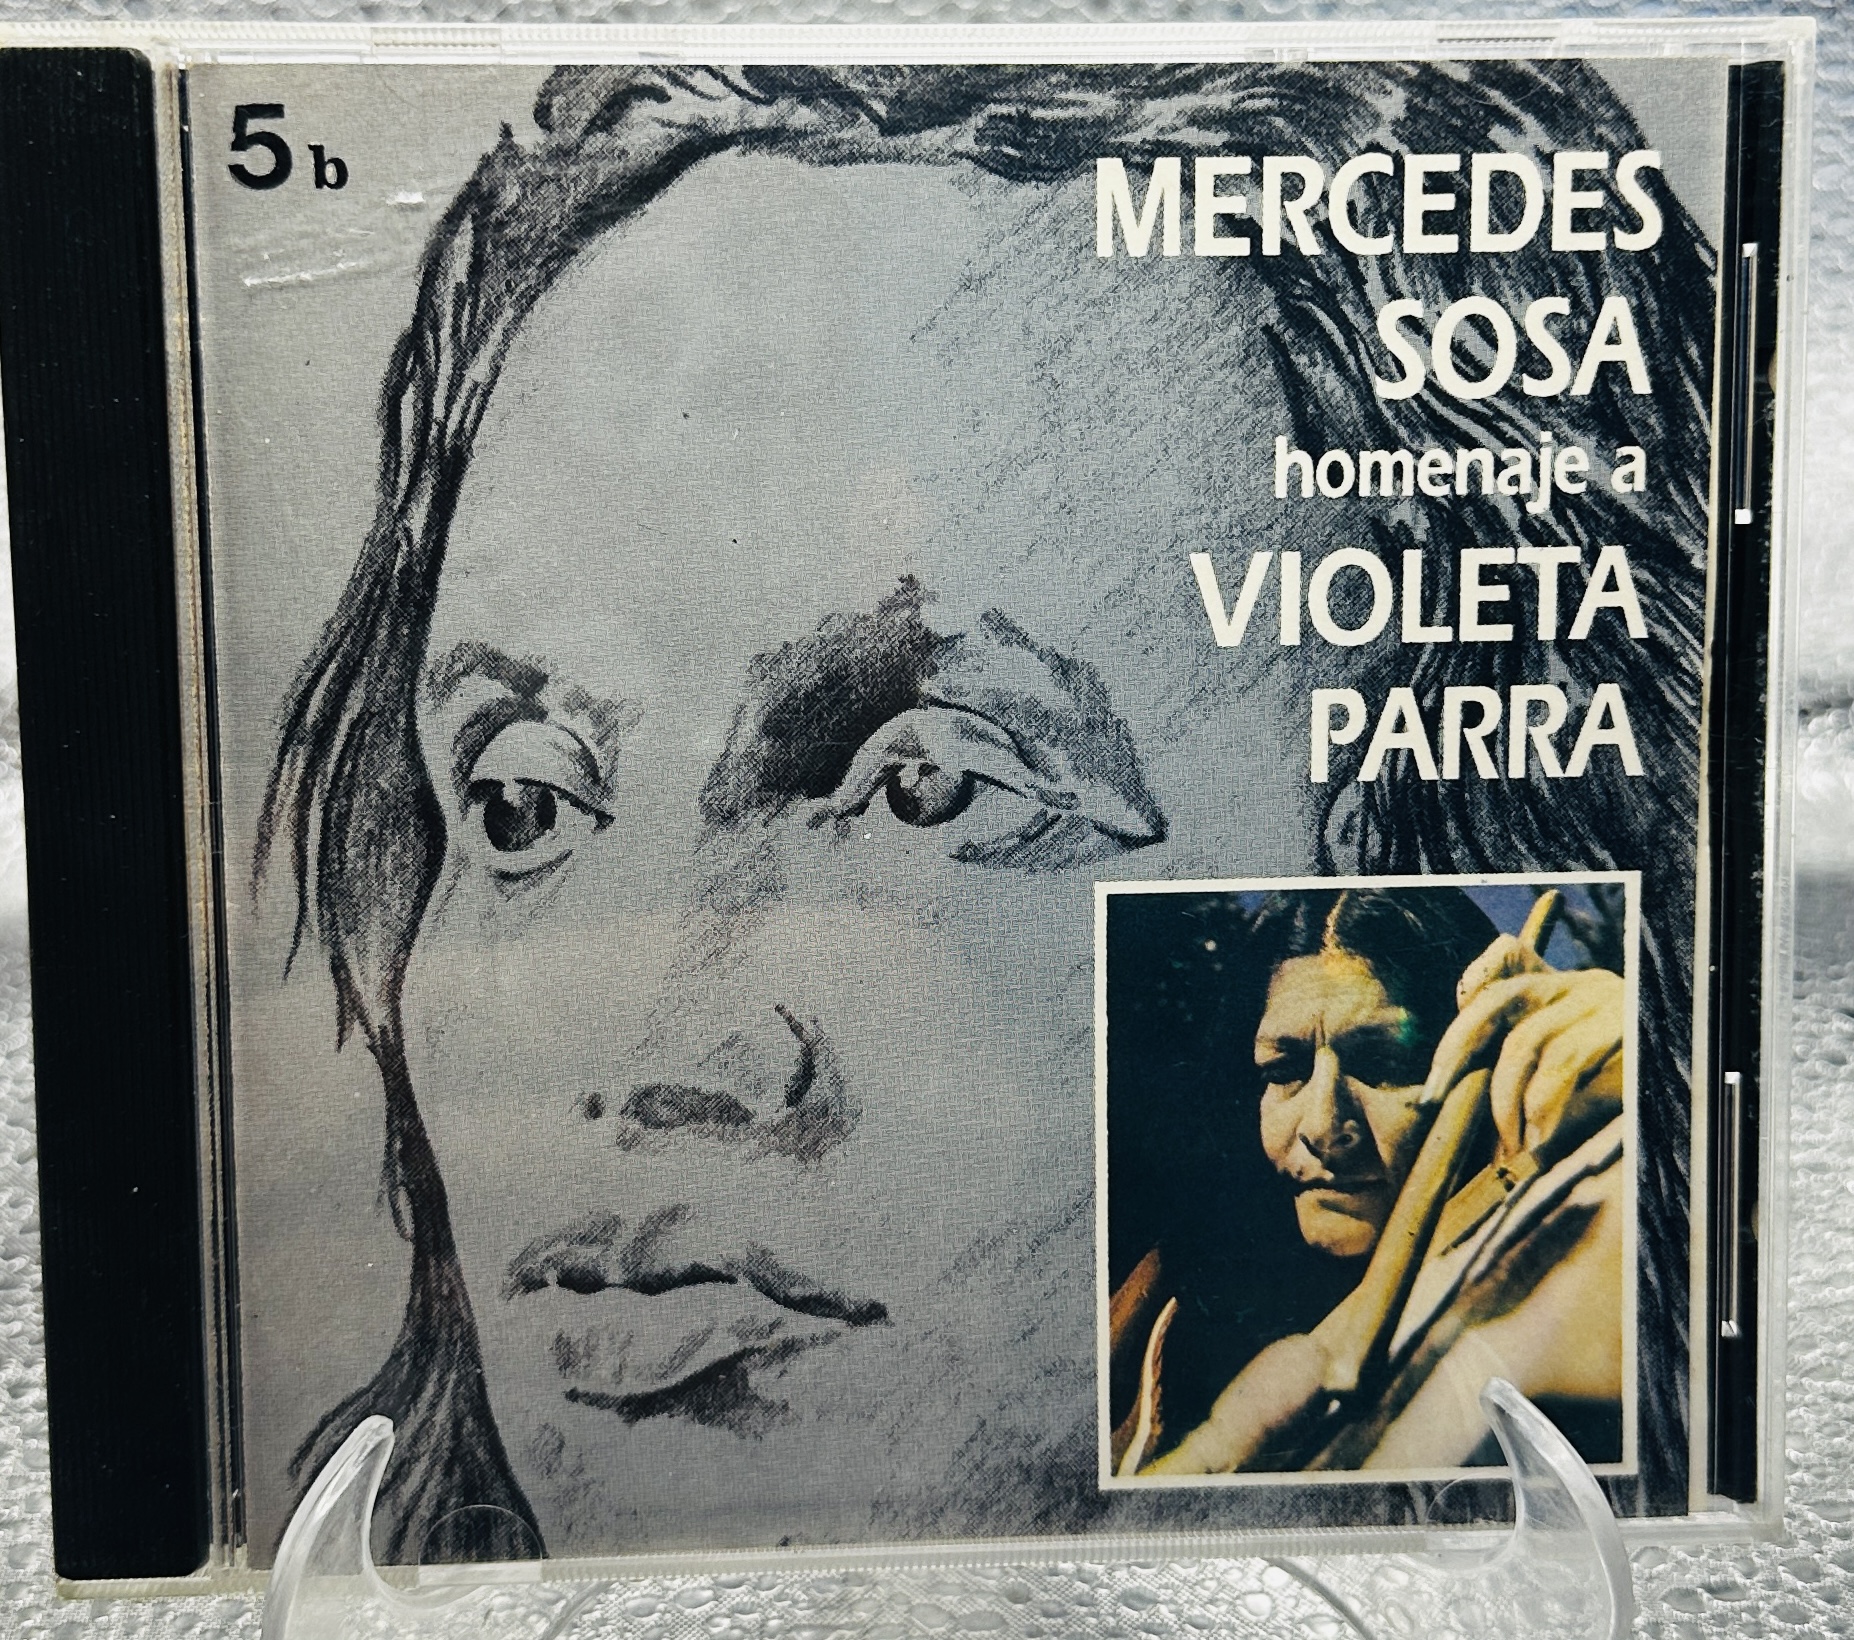 5 b
MERCEDES
SOSA
homenaje a
VIOLETA
PARRA